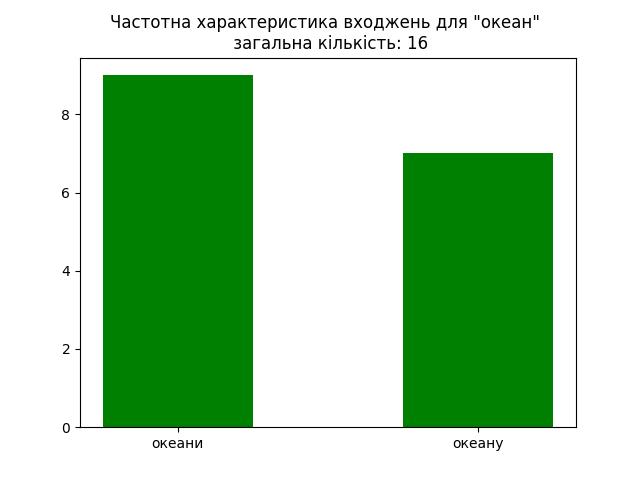 Частотна характеристика входжень для "океан"
загальна кількість: 16
8
6
4
2
0
океани
океану